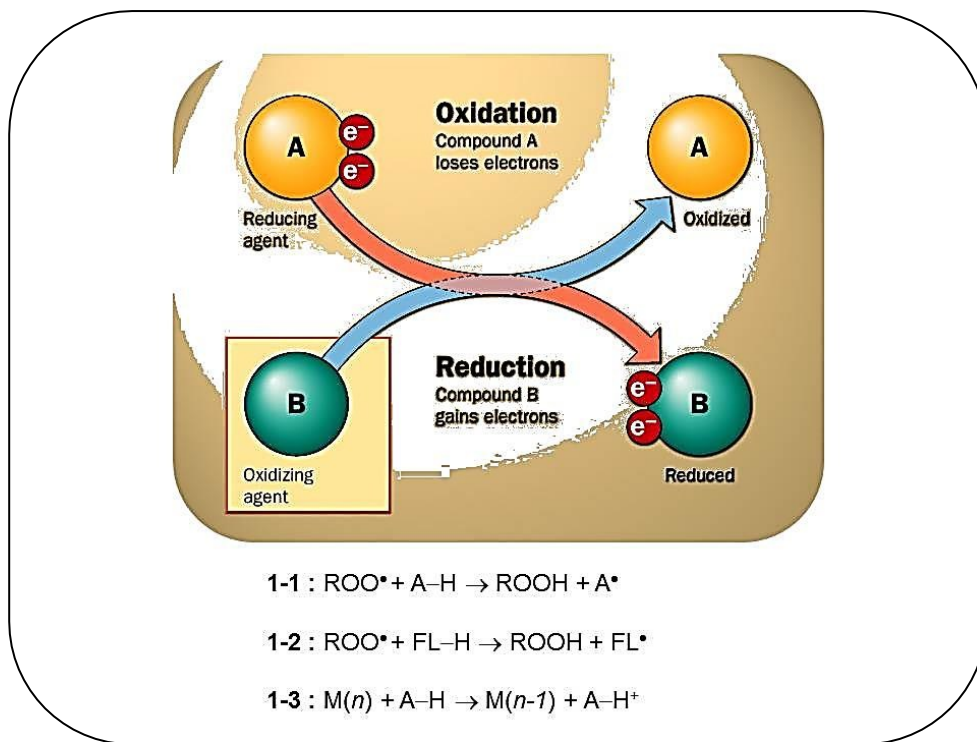 Oxidation
Compound A
loses electrons
A
e⁻
e⁻
Reducing
agent
A
Oxidized
Reduction
Compound B
gains electrons
B
Oxidizing
agent
e⁻
e⁻
B
Reduced
1-1 : ROO• + A–H → ROOH + A•
1-2 : ROO• + FL–H → ROOH + FL•
1-3 : M(n) + A–H → M(n-1) + A–H⁺